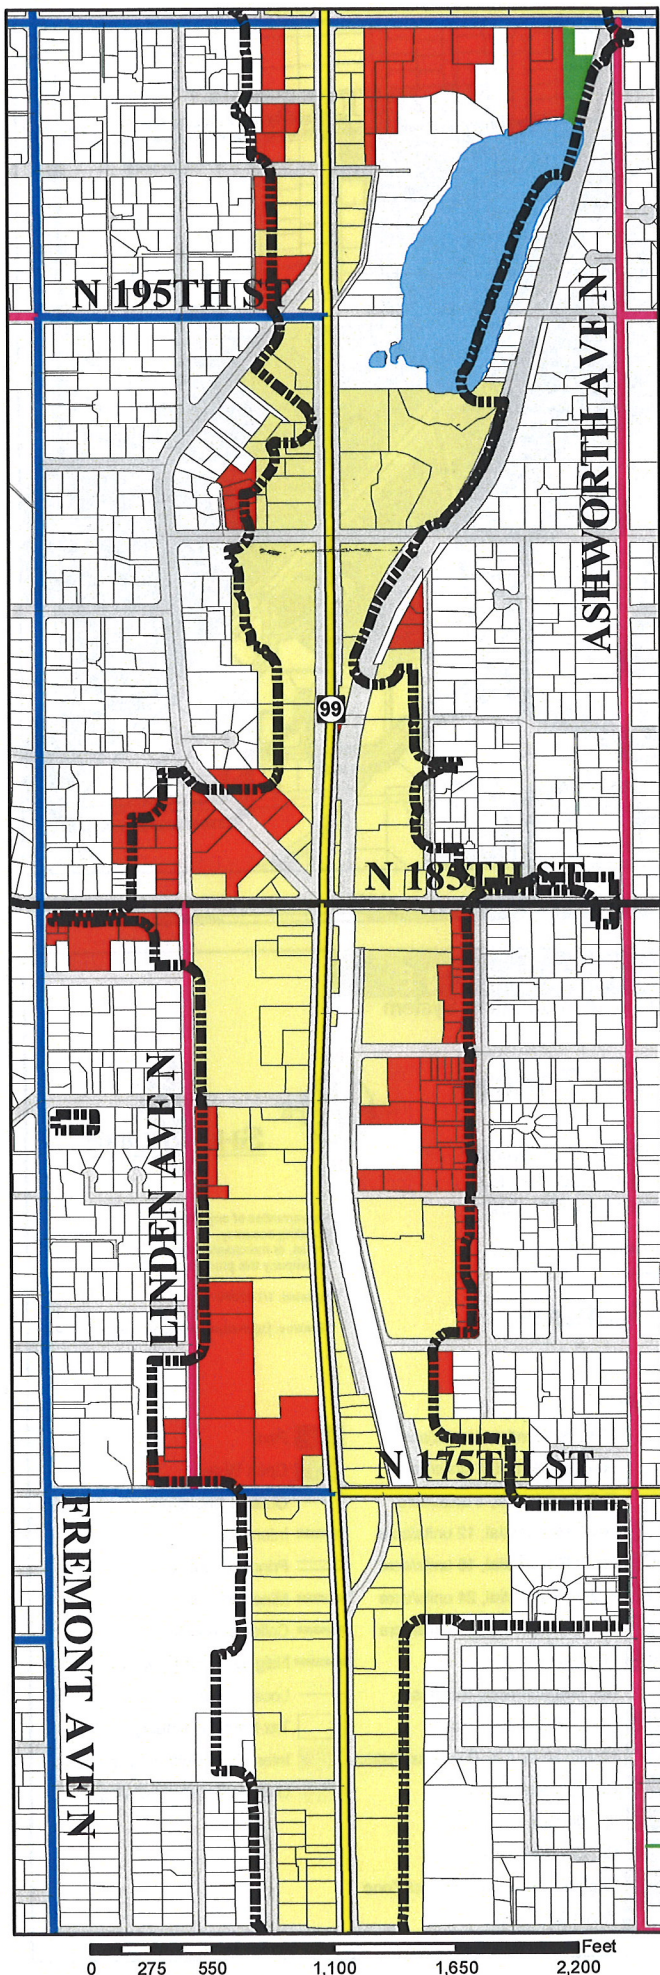 N 195TH ST
ASHWORTH AVE N
99
N 185TH ST
LINDEN AVE N
N 175TH ST
FREMONT AVE N
Feet
0 275 550 1,100 1,650 2,200